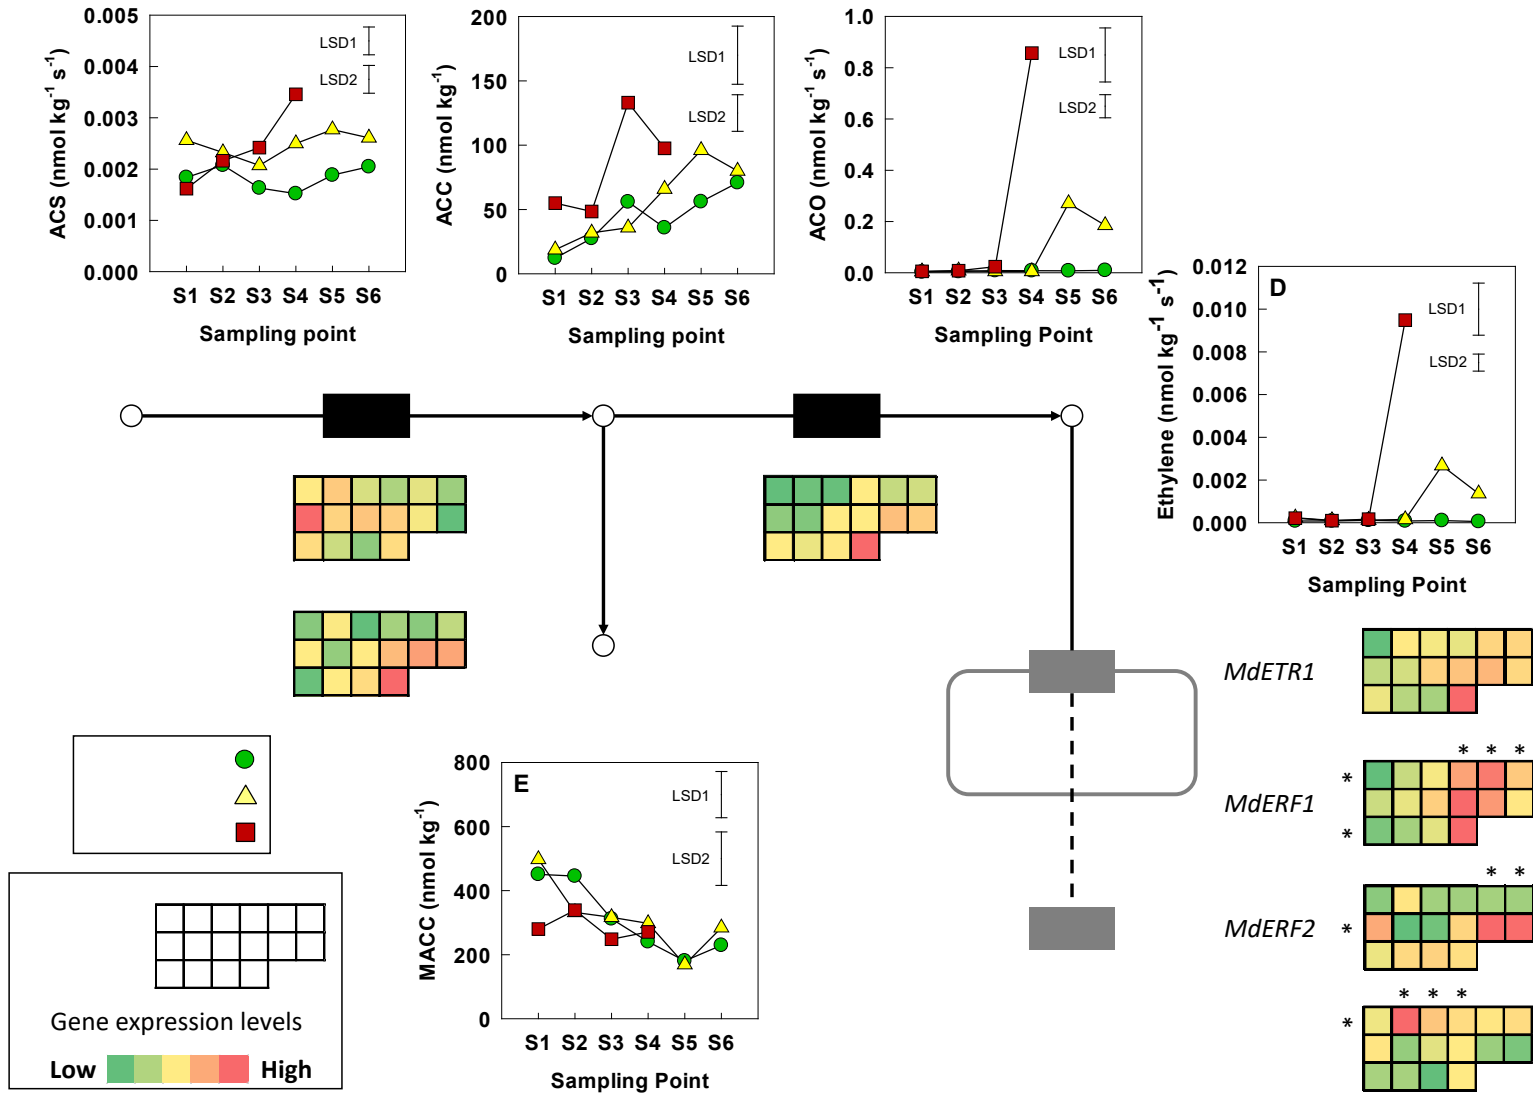 ACS (nmol kg⁻¹ s⁻¹)
0.005
0.004
0.003
0.002
0.001
0.000
LSD1
LSD2
S1 S2 S3 S4 S5 S6
Sampling point
ACC (nmol kg⁻¹)
200
150
100
50
0
LSD1
LSD2
S1 S2 S3 S4 S5 S6
Sampling point
ACO (nmol kg⁻¹ s⁻¹)
1.0
0.8
0.6
0.4
0.2
0.0
LSD1
LSD2
S1 S2 S3 S4 S5 S6
Sampling Point
Ethylene (nmol kg⁻¹ s⁻¹)
0.012
0.010
0.008
0.006
0.004
0.002
0.000
D
LSD1
LSD2
S1 S2 S3 S4 S5 S6
Sampling Point
MACC (nmol kg⁻¹)
800
600
400
200
0
E
LSD1
LSD2
S1 S2 S3 S4 S5 S6
Sampling Point
MdETR1
* * *
*
MdERF1
*
* *
MdERF2
*
* * *
*
Gene expression levels
Low High